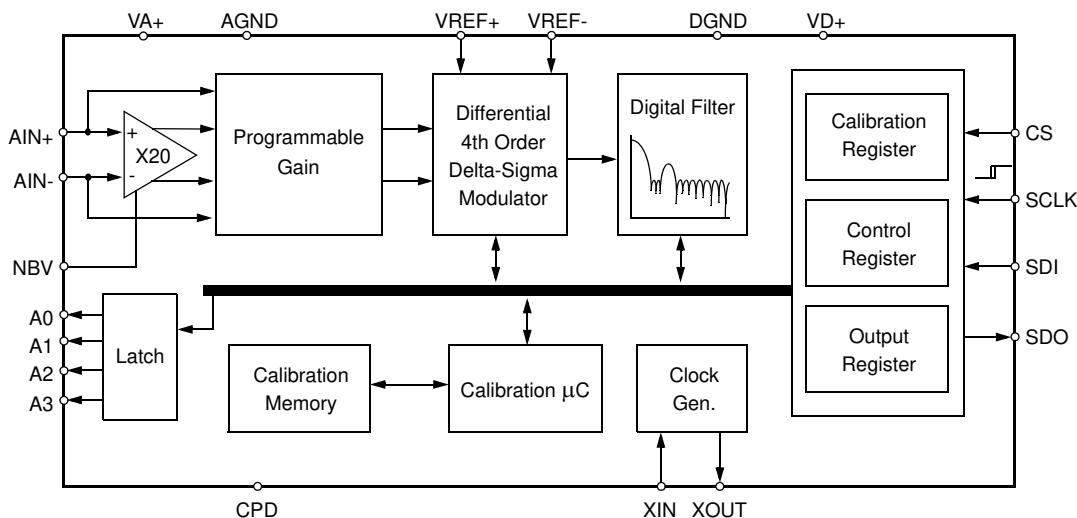 VA+ AGND VREF+ VREF- DGND VD+
AIN+
AIN-
NBV
+
X20
-
Programmable
Gain
Differential
4th Order
Delta-Sigma
Modulator
Digital Filter
Calibration
Register
Control
Register
Output
Register
CS
SCLK
SDI
SDO
A0
A1
A2
A3
Latch
Calibration
Memory
Calibration µC
Clock
Gen.
CPD XIN XOUT